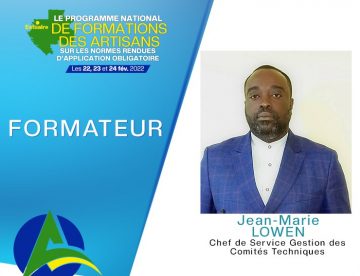 LE PROGRAMME NATIONAL
DE FORMATIONS
DES ARTISANS
SUR LES NORMES RENDUES
D'APPLICATION OBLIGATOIRE
Les 22, 23 et 24 fév. 2022
FORMATEUR
Jean-Marie
LOWEN
Chef de Service Gestion des
Comités Techniques